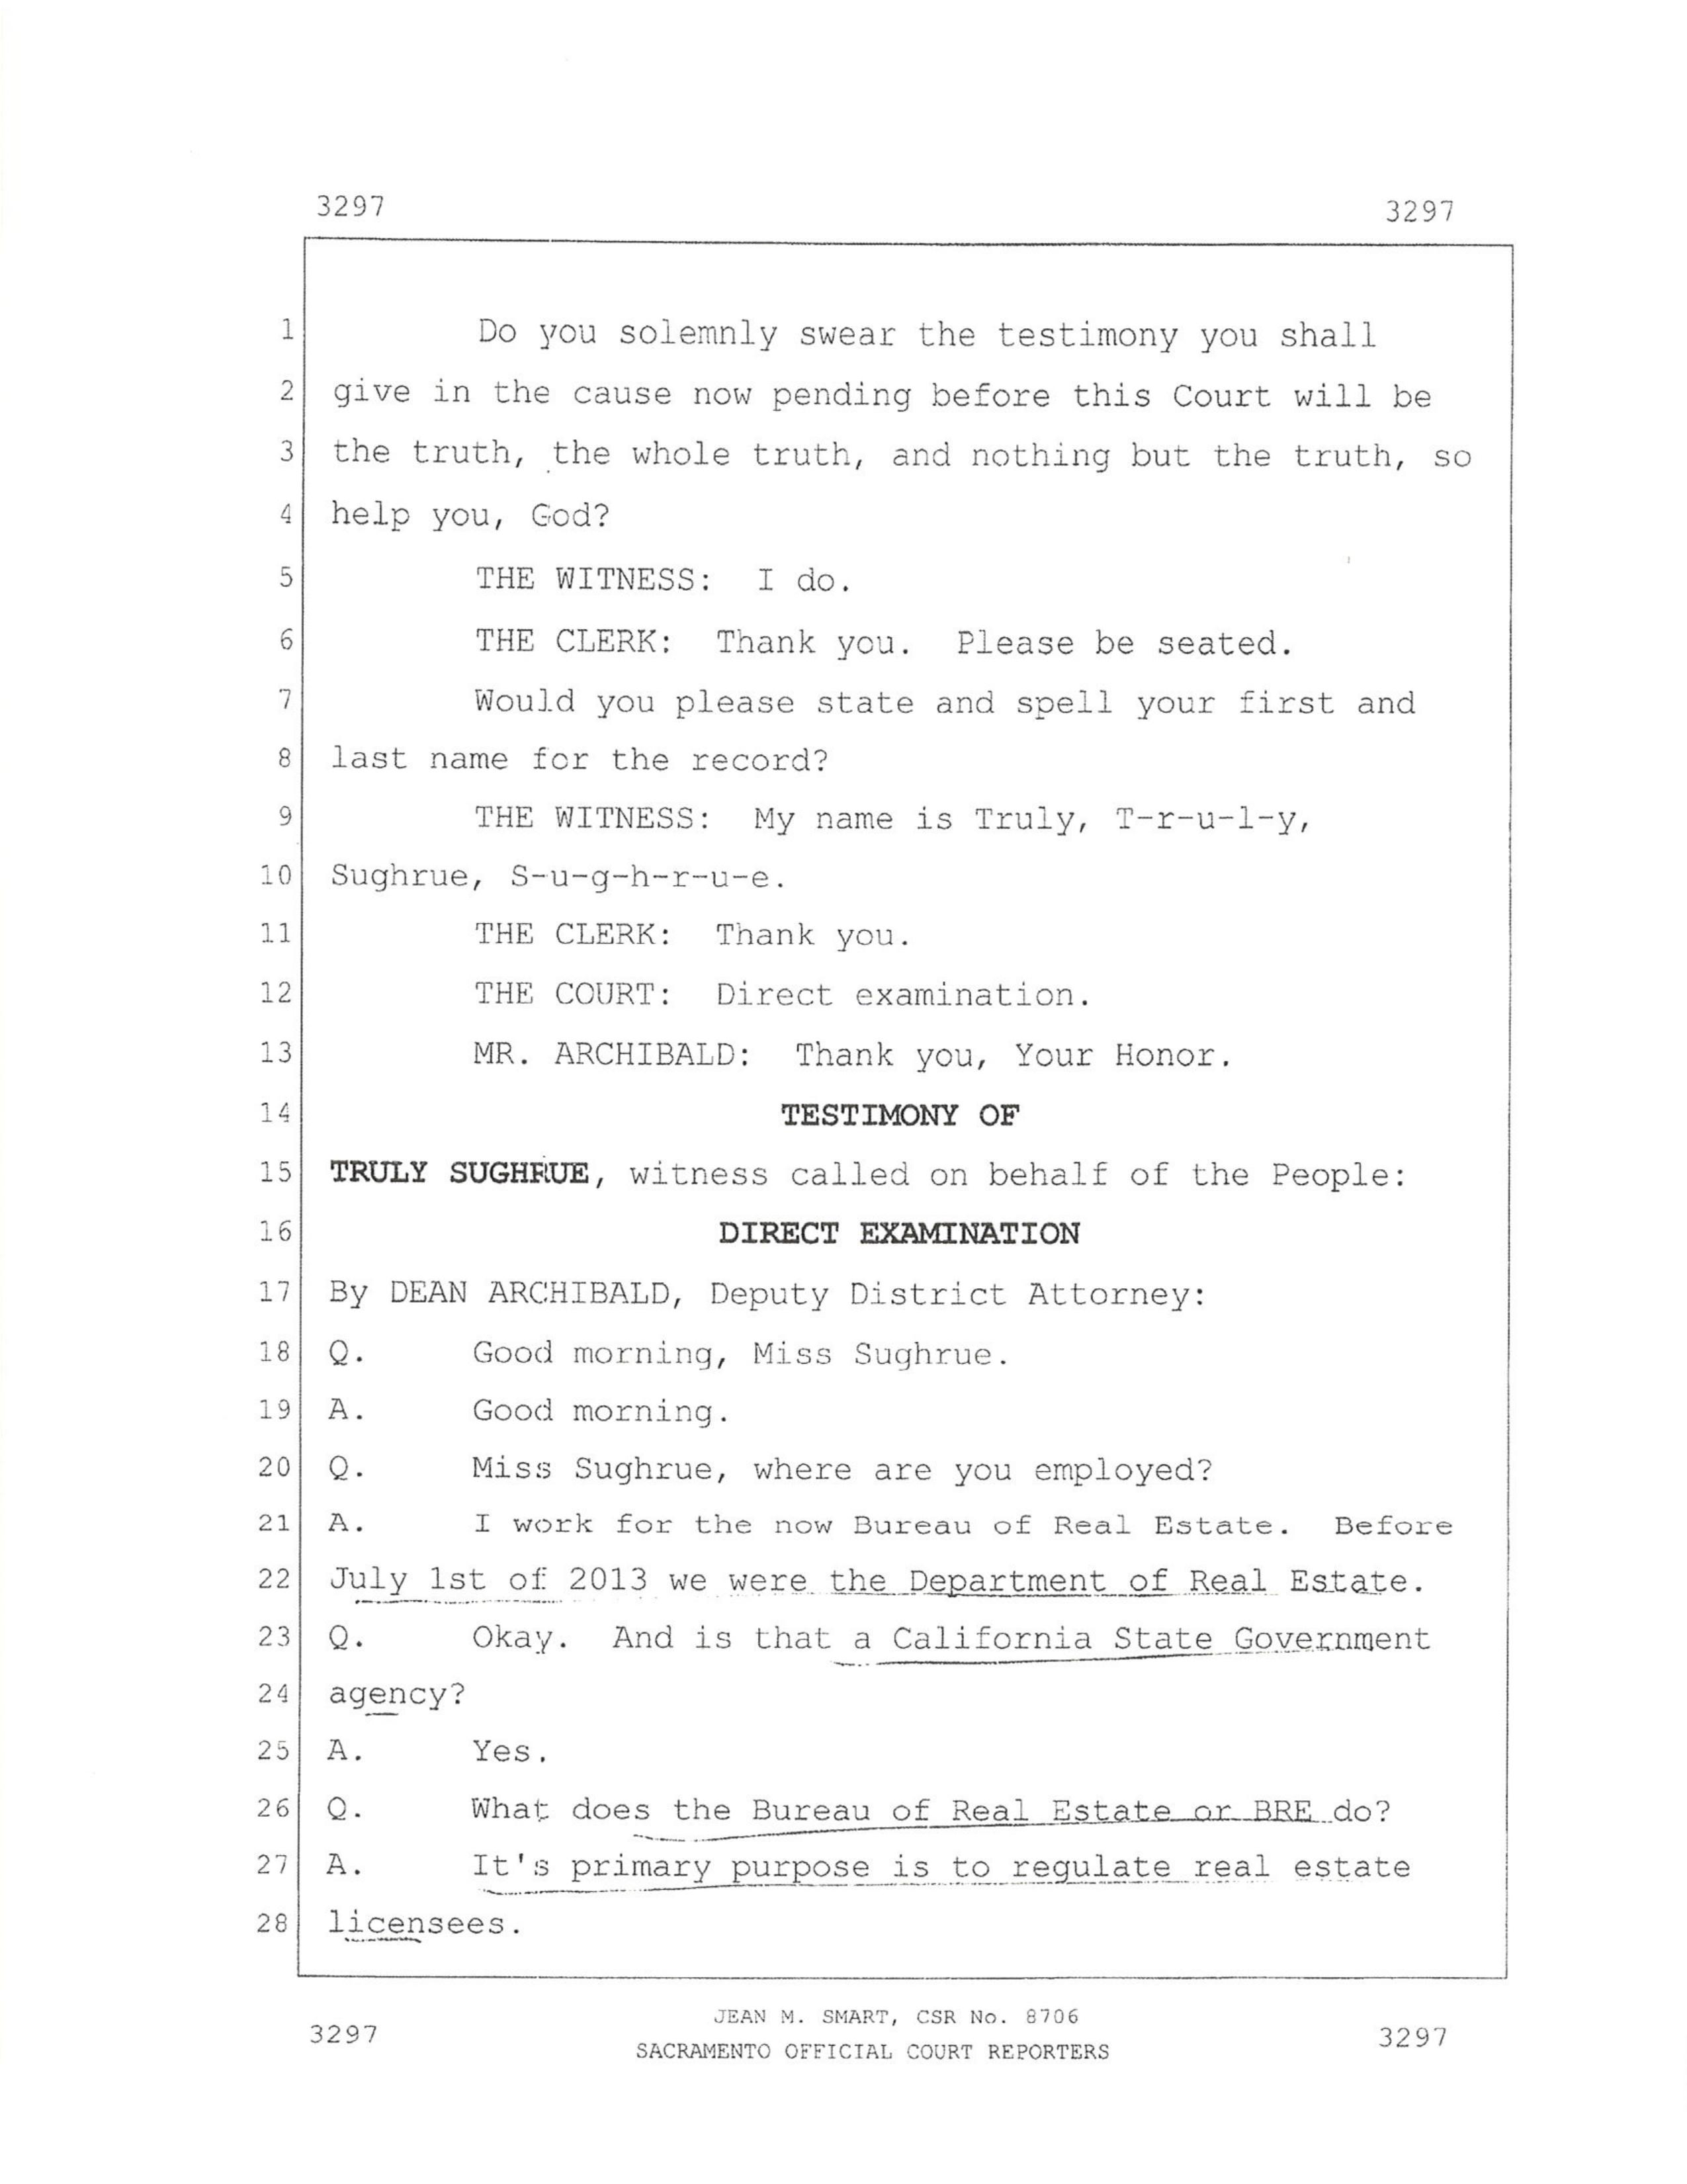 3297 3297
1 Do you solemnly swear the testimony you shall
2 give in the cause now pending before this Court will be
3 the truth, the whole truth, and nothing but the truth, so
4 help you, God?
5 THE WITNESS: I do.
6 THE CLERK: Thank you. Please be seated.
7 Would you please state and spell your first and
8 last name for the record?
9 THE WITNESS: My name is Truly, T-r-u-l-y,
10 Sughrue, S-u-g-h-r-u-e.
11 THE CLERK: Thank you.
12 THE COURT: Direct examination.
13 MR. ARCHIBALD: Thank you, Your Honor.
14 TESTIMONY OF
15 TRULY SUGHRUE, witness called on behalf of the People:
16 DIRECT EXAMINATION
17 By DEAN ARCHIBALD, Deputy District Attorney:
18 Q. Good morning, Miss Sughrue.
19 A. Good morning.
20 Q. Miss Sughrue, where are you employed?
21 A. I work for the now Bureau of Real Estate. Before
22 July 1st of 2013 we were the Department of Real Estate.
23 Q. Okay. And is that a California State Government
24 agency?
25 A. Yes.
26 Q. What does the Bureau of Real Estate or BRE do?
27 A. It's primary purpose is to regulate real estate
28 licensees.
JEAN M. SMART, CSR No. 8706
3297 3297
SACRAMENTO OFFICIAL COURT REPORTERS